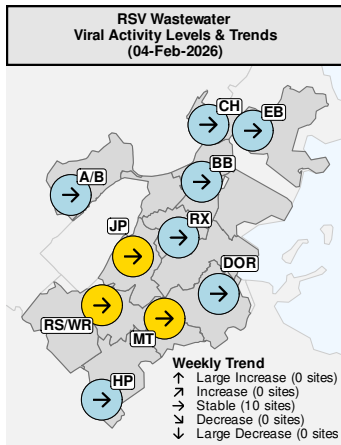 RSV Wastewater
Viral Activity Levels & Trends
(04-Feb-2026)
CH
EB
BB
A/B
RX
JP
DOR
RS/WR
MT
HP
Weekly Trend
↑ Large Increase (0 sites)
↗ Increase (0 sites)
→ Stable (10 sites)
↘ Decrease (0 sites)
↓ Large Decrease (0 sites)